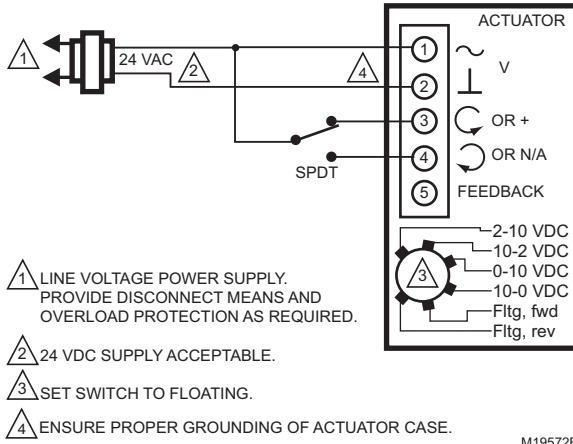 ACTUATOR
1
24 VAC
2
4
1
V
2
3
OR +
4
OR N/A
SPDT
5
FEEDBACK
2-10 VDC
10-2 VDC
0-10 VDC
10-0 VDC
Fltg, fwd
Fltg, rev
3
1 LINE VOLTAGE POWER SUPPLY.
PROVIDE DISCONNECT MEANS AND
OVERLOAD PROTECTION AS REQUIRED.
2 24 VDC SUPPLY ACCEPTABLE.
3 SET SWITCH TO FLOATING.
4 ENSURE PROPER GROUNDING OF ACTUATOR CASE.